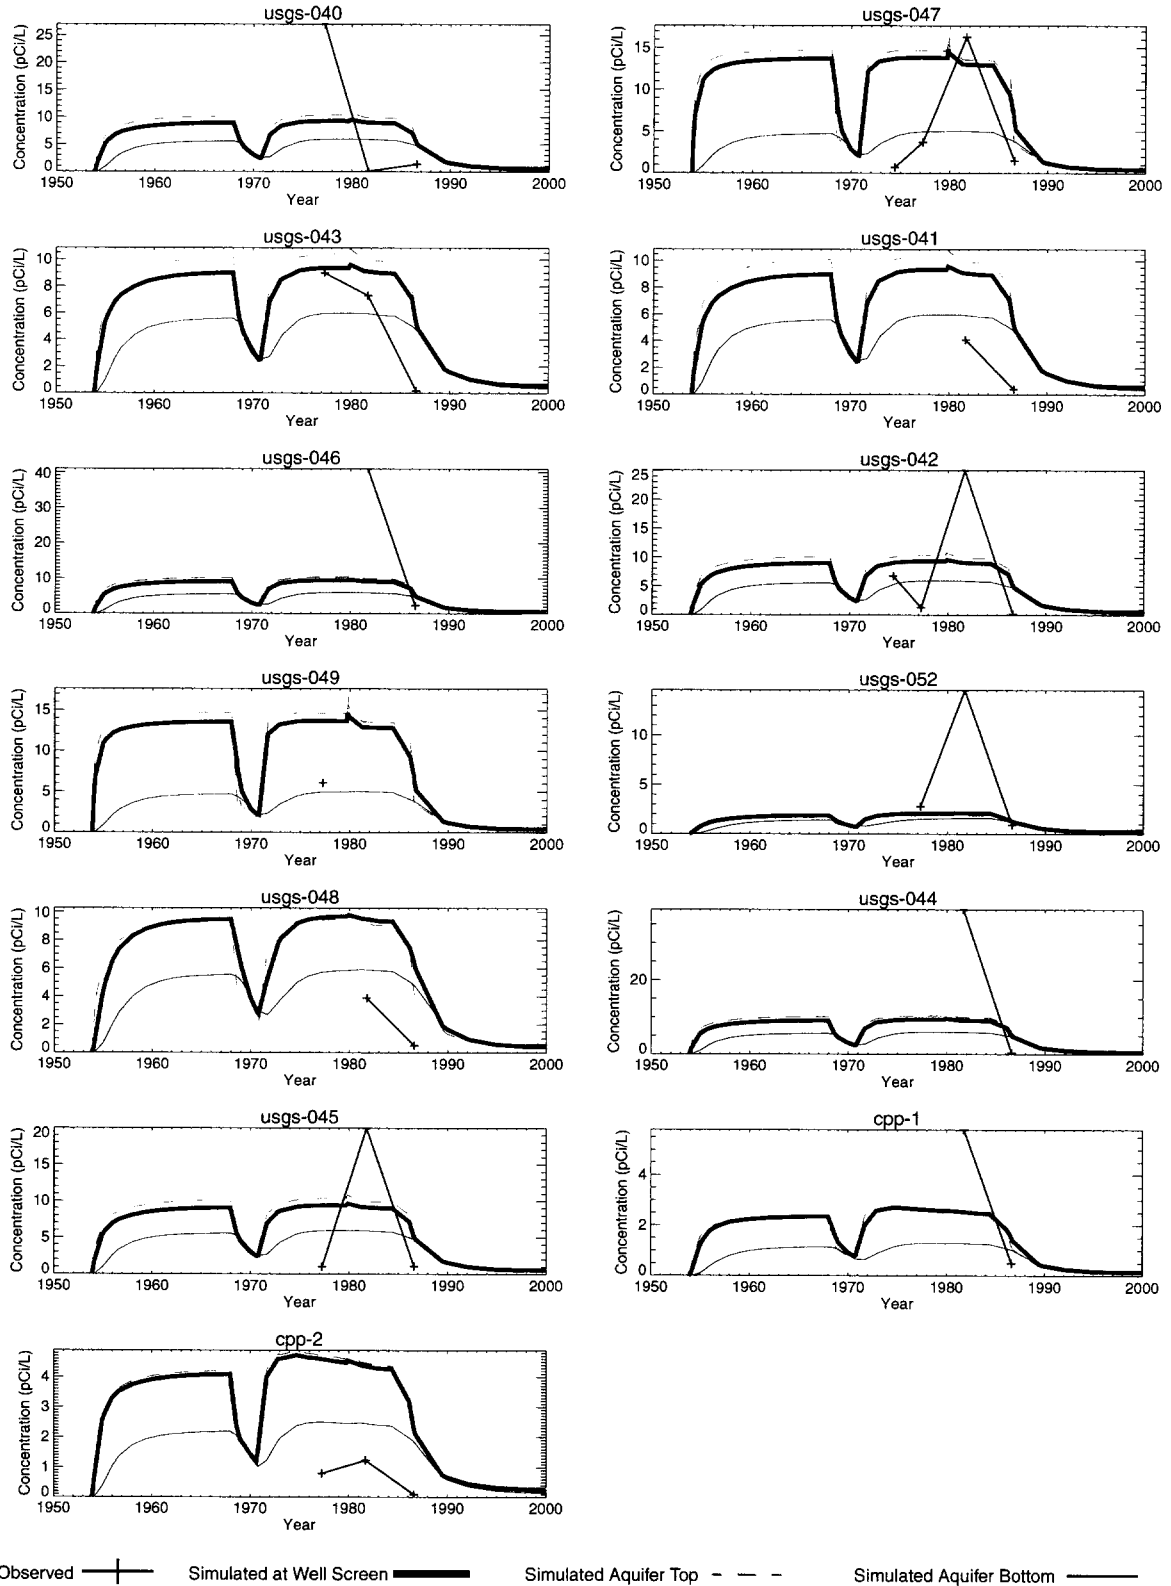 usgs-040
Concentration (pCi/L)
25
20
15
10
5
0
1950 1960 1970 1980 1990 2000
Year
usgs-047
Concentration (pCi/L)
15
10
5
0
1950 1960 1970 1980 1990 2000
Year
usgs-043
Concentration (pCi/L)
10
8
6
4
2
0
1950 1960 1970 1980 1990 2000
Year
usgs-041
Concentration (pCi/L)
10
8
6
4
2
0
1950 1960 1970 1980 1990 2000
Year
usgs-046
Concentration (pCi/L)
40
30
20
10
0
1950 1960 1970 1980 1990 2000
Year
usgs-042
Concentration (pCi/L)
25
20
15
10
5
0
1950 1960 1970 1980 1990 2000
Year
usgs-049
Concentration (pCi/L)
15
10
5
0
1950 1960 1970 1980 1990 2000
Year
usgs-052
Concentration (pCi/L)
10
5
0
1950 1960 1970 1980 1990 2000
Year
usgs-048
Concentration (pCi/L)
10
8
6
4
2
0
1950 1960 1970 1980 1990 2000
Year
usgs-044
Concentration (pCi/L)
20
0
1950 1960 1970 1980 1990 2000
Year
usgs-045
Concentration (pCi/L)
20
15
10
5
0
1950 1960 1970 1980 1990 2000
Year
cpp-1
Concentration (pCi/L)
4
2
0
1950 1960 1970 1980 1990 2000
Year
cpp-2
Concentration (pCi/L)
4
3
2
1
0
1950 1960 1970 1980 1990 2000
Year
Observed Simulated at Well Screen Simulated Aquifer Top Simulated Aquifer Bottom